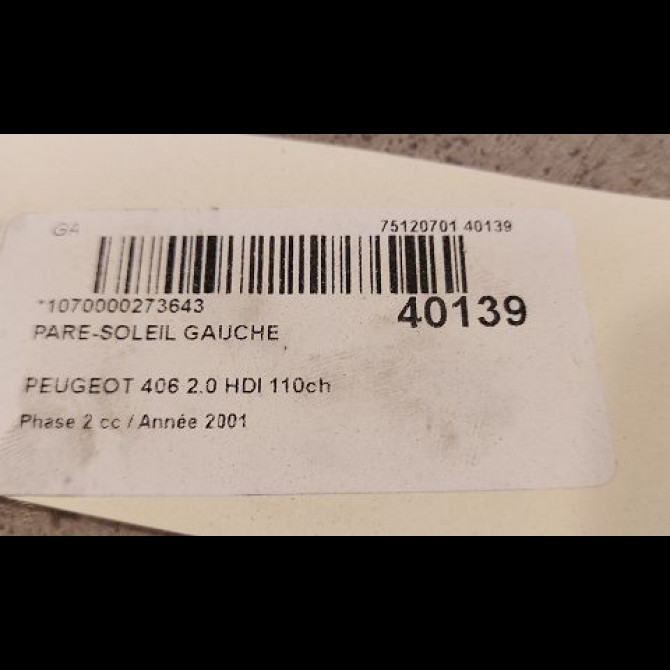 GA 75120701 40139
*1070000273643 40139
PARE-SOLEIL GAUCHE
PEUGEOT 406 2.0 HDI 110ch
Phase 2 cc / Année 2001